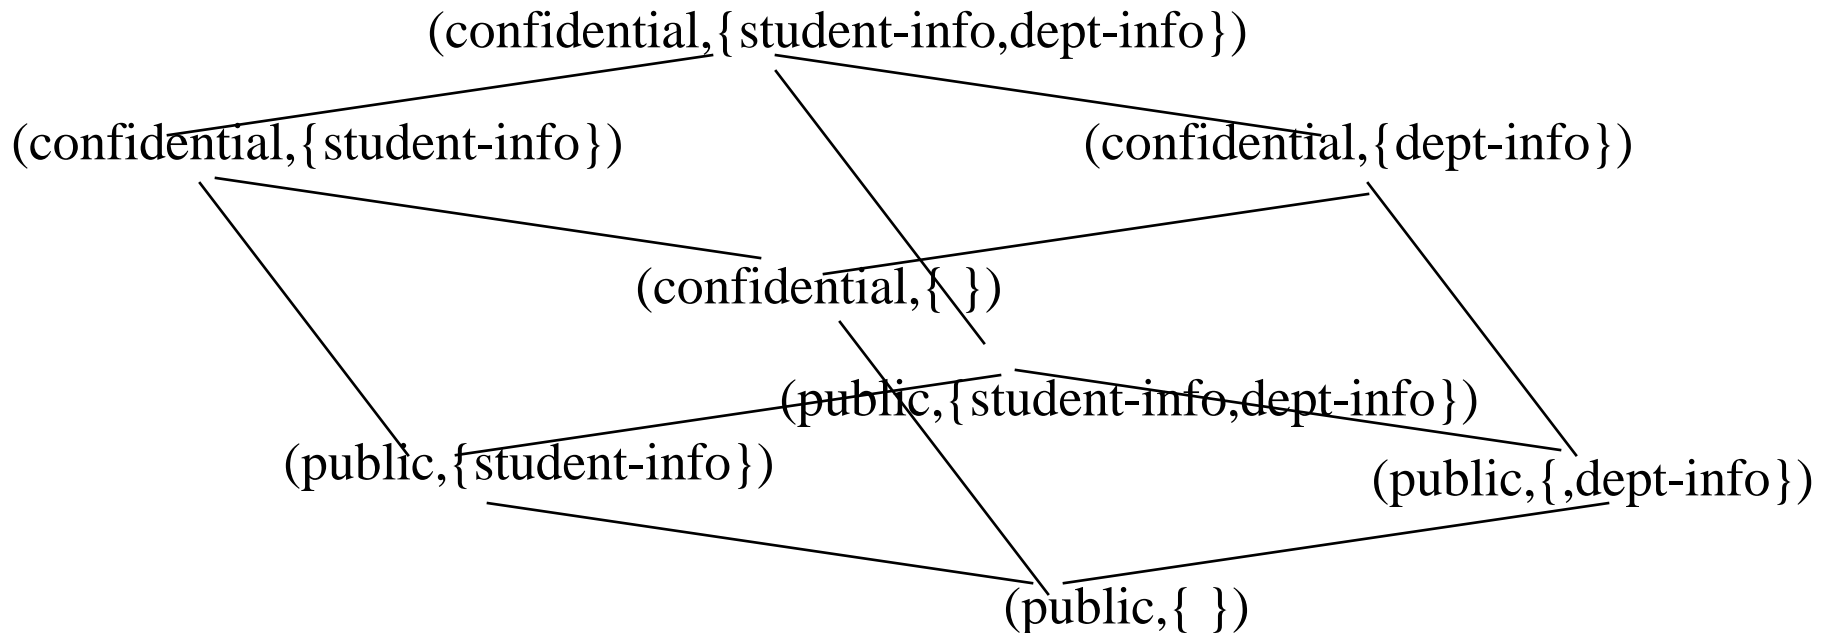 (confidential,{student-info,dept-info})
(confidential,{student-info})
(confidential,{dept-info})
(confidential,{ })
(public,{student-info,dept-info})
(public,{student-info})
(public,{,dept-info})
(public,{ })